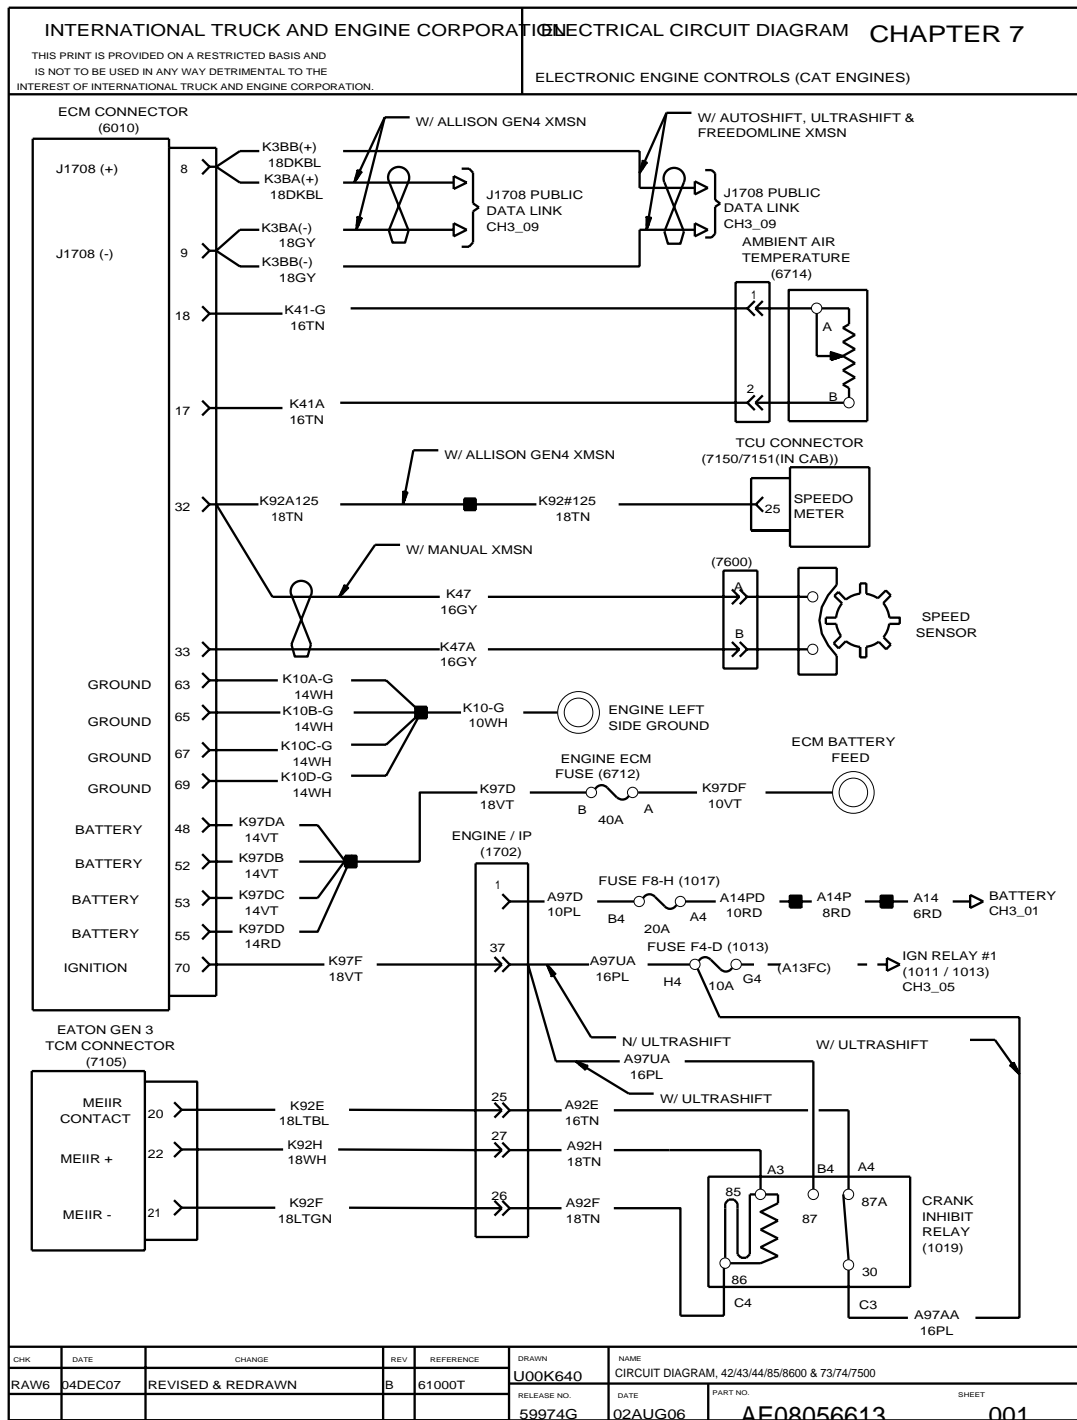 INTERNATIONAL TRUCK AND ENGINE CORPORATION
ELECTRICAL CIRCUIT DIAGRAM
CHAPTER 7
THIS PRINT IS PROVIDED ON A RESTRICTED BASIS AND
IS NOT TO BE USED IN ANY WAY DETRIMENTAL TO THE
INTEREST OF INTERNATIONAL TRUCK AND ENGINE CORPORATION.
ELECTRONIC ENGINE CONTROLS (CAT ENGINES)
ECM CONNECTOR
(6010)
W/ ALLISON GEN4 XMSN
W/ AUTOSHIFT, ULTRASHIFT &
FREEDOMLINE XMSN
J1708 (+)
8
K3BB(+)
18DKBL
K3BA(+)
18DKBL
J1708 PUBLIC
DATA LINK
CH3_09
J1708 PUBLIC
DATA LINK
CH3_09
J1708 (-)
9
K3BA(-)
18GY
K3BB(-)
18GY
AMBIENT AIR
TEMPERATURE
(6714)
18
K41-G
16TN
1
A
17
K41A
16TN
2
B
TCU CONNECTOR
(7150/7151(IN CAB))
W/ ALLISON GEN4 XMSN
32
K92A125
18TN
K92#125
18TN
25
SPEEDO
METER
W/ MANUAL XMSN
(7600)
K47
16GY
A
SPEED
SENSOR
33
K47A
16GY
B
GROUND
63
K10A-G
14WH
GROUND
65
K10B-G
14WH
K10-G
10WH
ENGINE LEFT
SIDE GROUND
GROUND
67
K10C-G
14WH
GROUND
69
K10D-G
14WH
ENGINE ECM
FUSE (6712)
ECM BATTERY
FEED
K97D
18VT
B
40A
A
K97DF
10VT
BATTERY
48
K97DA
14VT
BATTERY
52
K97DB
14VT
BATTERY
53
K97DC
14VT
BATTERY
55
K97DD
14RD
IGNITION
70
K97F
18VT
ENGINE / IP
(1702)
1
A97D
10PL
FUSE F8-H (1017)
B4
20A
A4
A14PD
10RD
A14P
8RD
A14
6RD
BATTERY
CH3_01
37
A97UA
16PL
FUSE F4-D (1013)
H4
10A
G4
(A13FC)
IGN RELAY #1
(1011 / 1013)
CH3_05
N/ ULTRASHIFT
W/ ULTRASHIFT
A97UA
16PL
W/ ULTRASHIFT
EATON GEN 3
TCM CONNECTOR
(7105)
MEIIR
CONTACT
20
K92E
18LTBL
25
A92E
16TN
MEIIR +
22
K92H
18WH
27
A92H
18TN
MEIIR -
21
K92F
18LTGN
26
A92F
18TN
A3
B4
A4
85
87
87A
86
30
C4
C3
CRANK
INHIBIT
RELAY
(1019)
A97AA
16PL
CHK
DATE
CHANGE
REV
REFERENCE
DRAWN
NAME
RAW6
04DEC07
REVISED & REDRAWN
B
61000T
U00K640
CIRCUIT DIAGRAM, 42/43/44/85/8600 & 73/74/7500
RELEASE NO.
DATE
PART NO.
SHEET
59974G
02AUG06
AE08056613
001